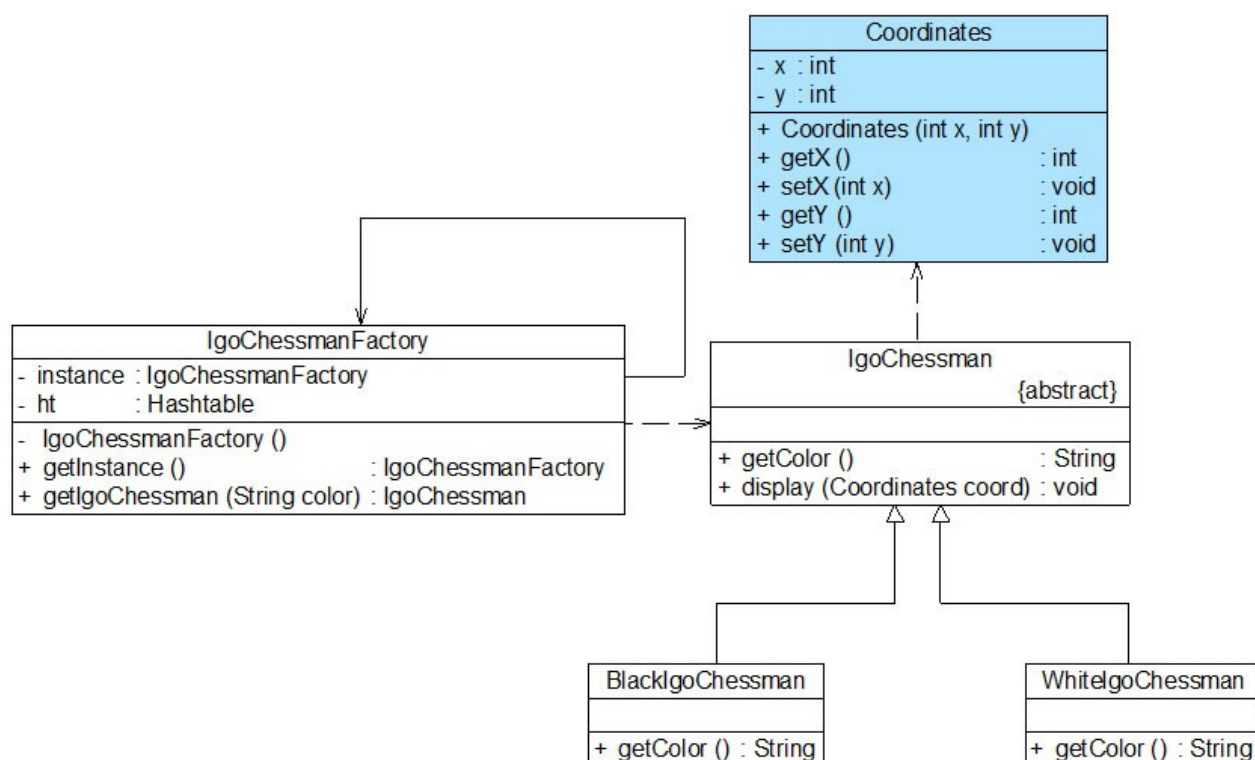 Coordinates
- x : int
- y : int
+ Coordinates (int x, int y)
+ getX () : int
+ setX (int x) : void
+ getY () : int
+ setY (int y) : void
IgoChessmanFactory
- instance : IgoChessmanFactory
- ht : Hashtable
- IgoChessmanFactory ()
+ getInstance () : IgoChessmanFactory
+ getIgoChessman (String color) : IgoChessman
IgoChessman
{abstract}
+ getColor () : String
+ display (Coordinates coord) : void
BlackIgoChessman
+ getColor () : String
WhiteIgoChessman
+ getColor () : String